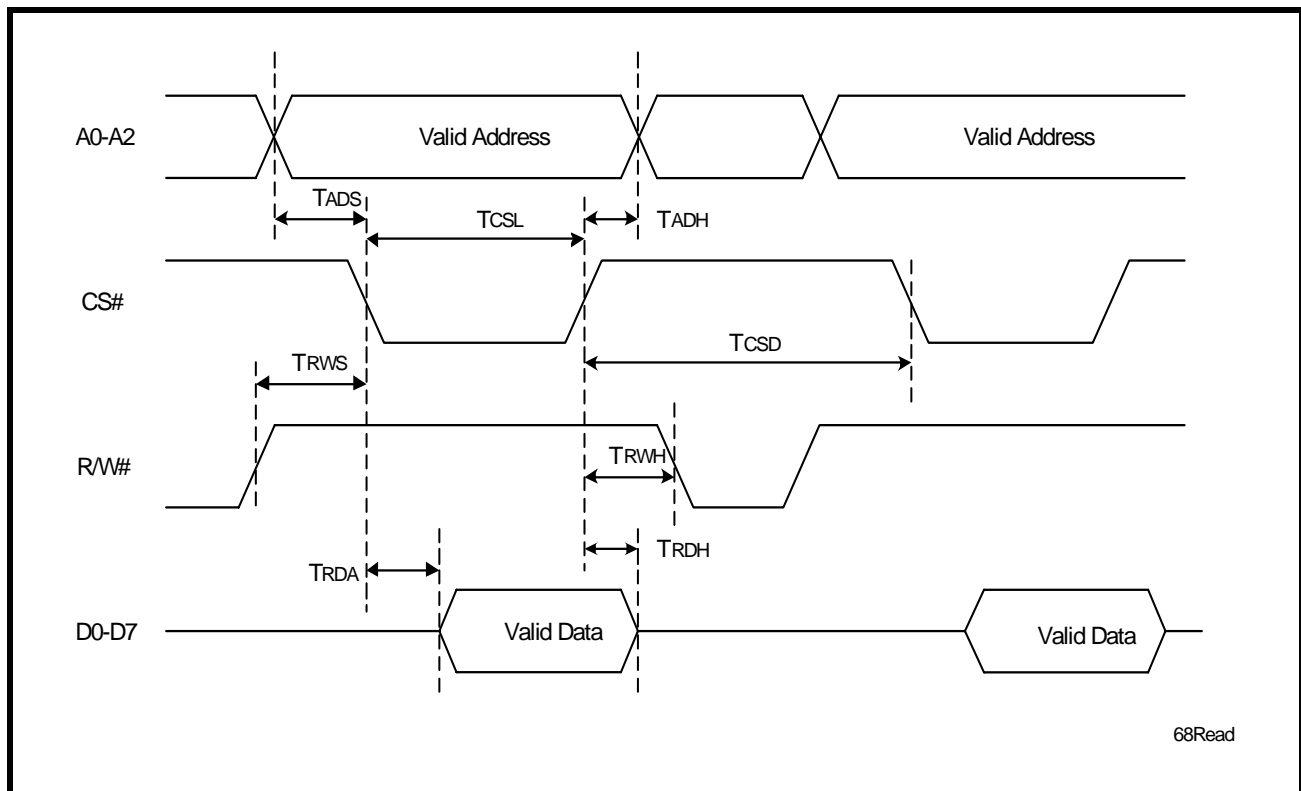 A0-A2
Valid Address
Valid Address
TADS
TCSL
TADH
CS#
TCSD
TRWS
R/W#
TRWH
TRDH
TRDA
D0-D7
Valid Data
Valid Data
68Read